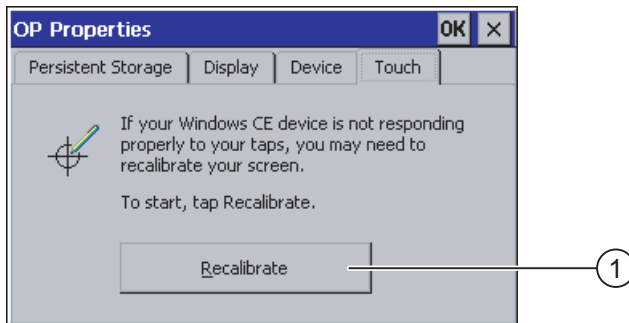 OP Properties OK ×
Persistent Storage Display Device Touch
If your Windows CE device is not responding
properly to your taps, you may need to
recalibrate your screen.
To start, tap Recalibrate.
Recalibrate
1